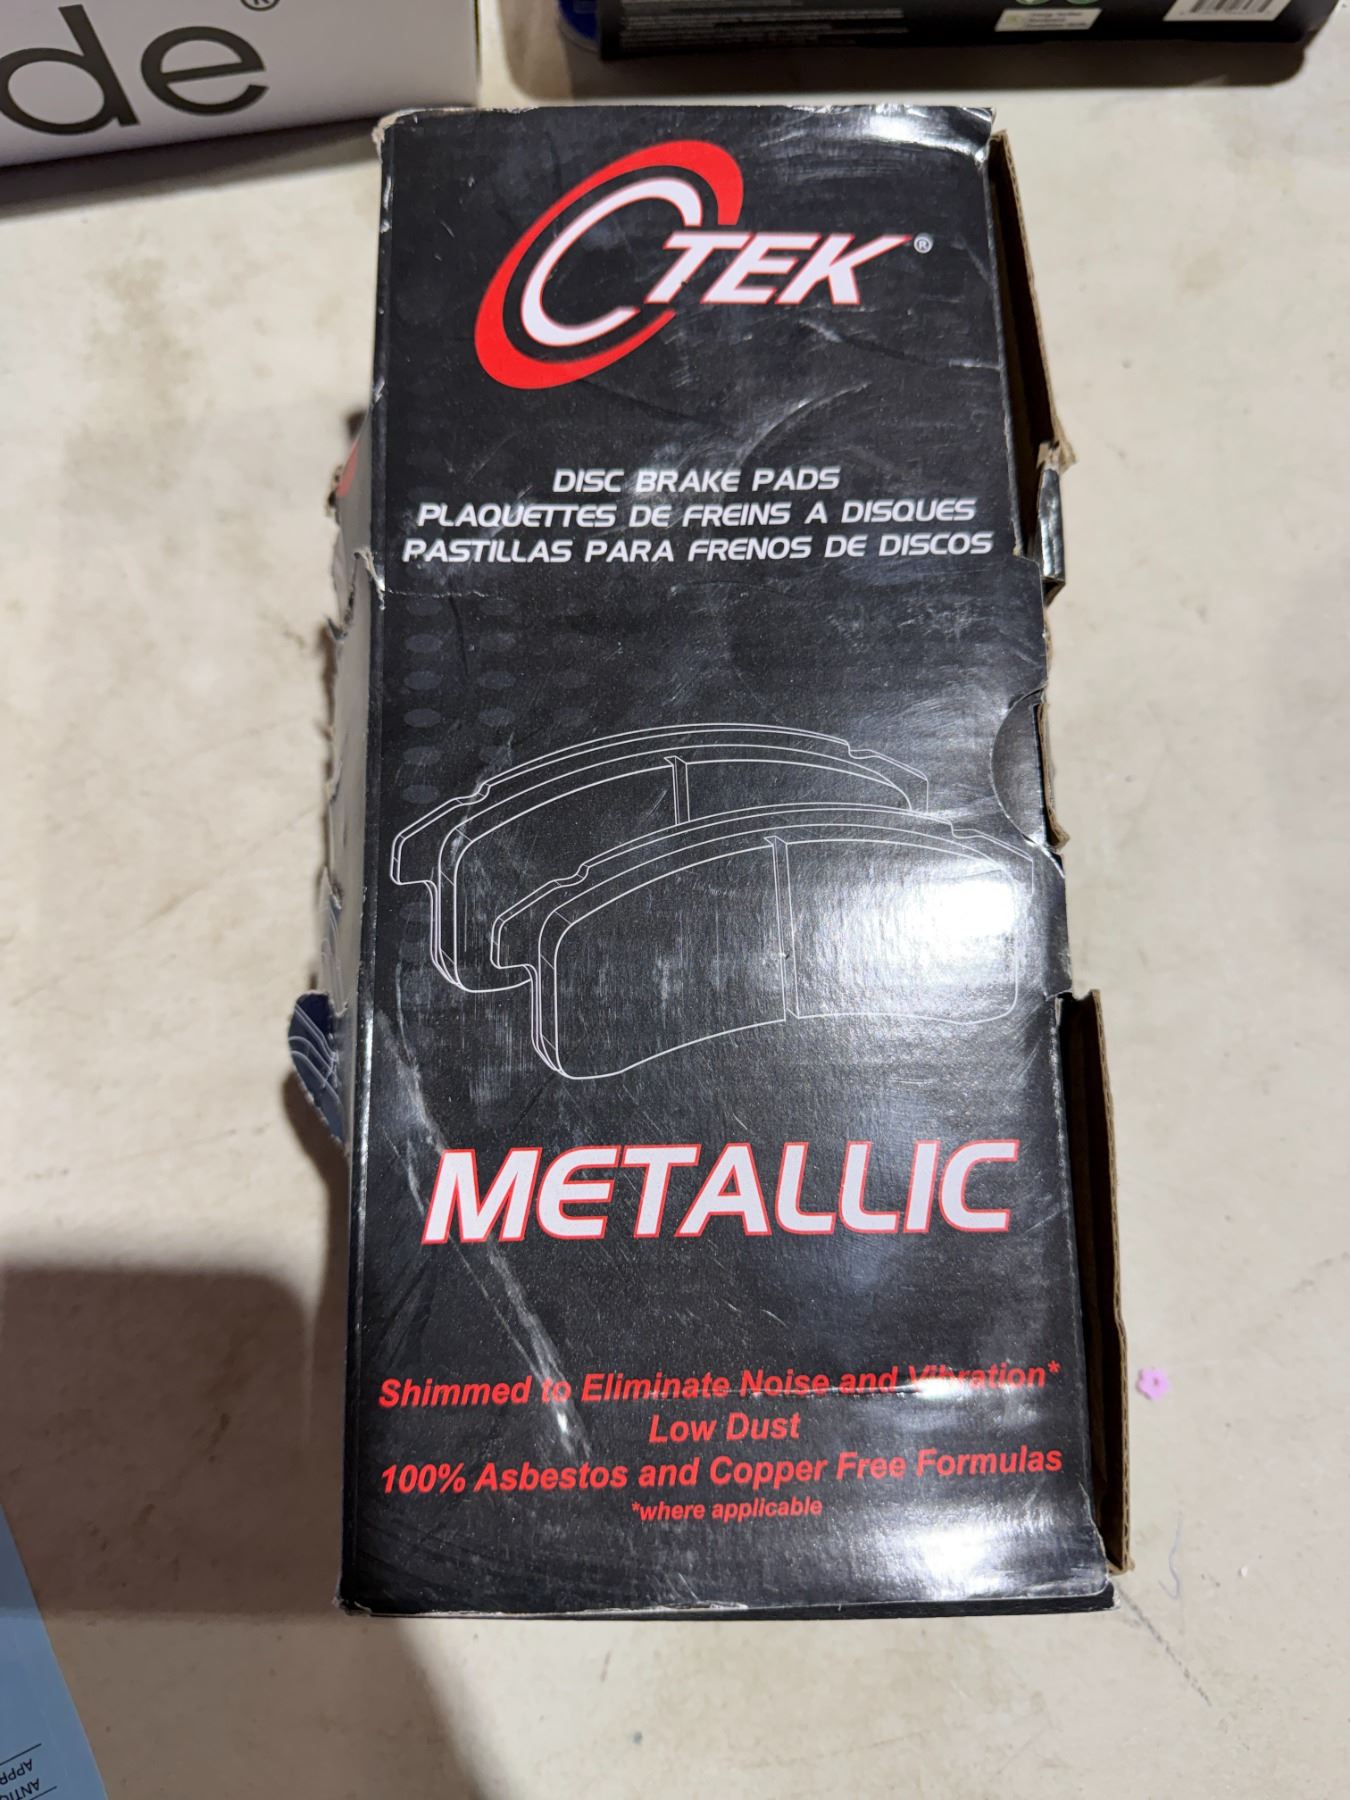 de®
CTEK®
DISC BRAKE PADS
PLAQUETTES DE FREINS A DISQUES
PASTILLAS PARA FRENOS DE DISCOS
METALLIC
Shimmed to Eliminate Noise and Vibration*
Low Dust
100% Asbestos and Copper Free Formulas
*where applicable